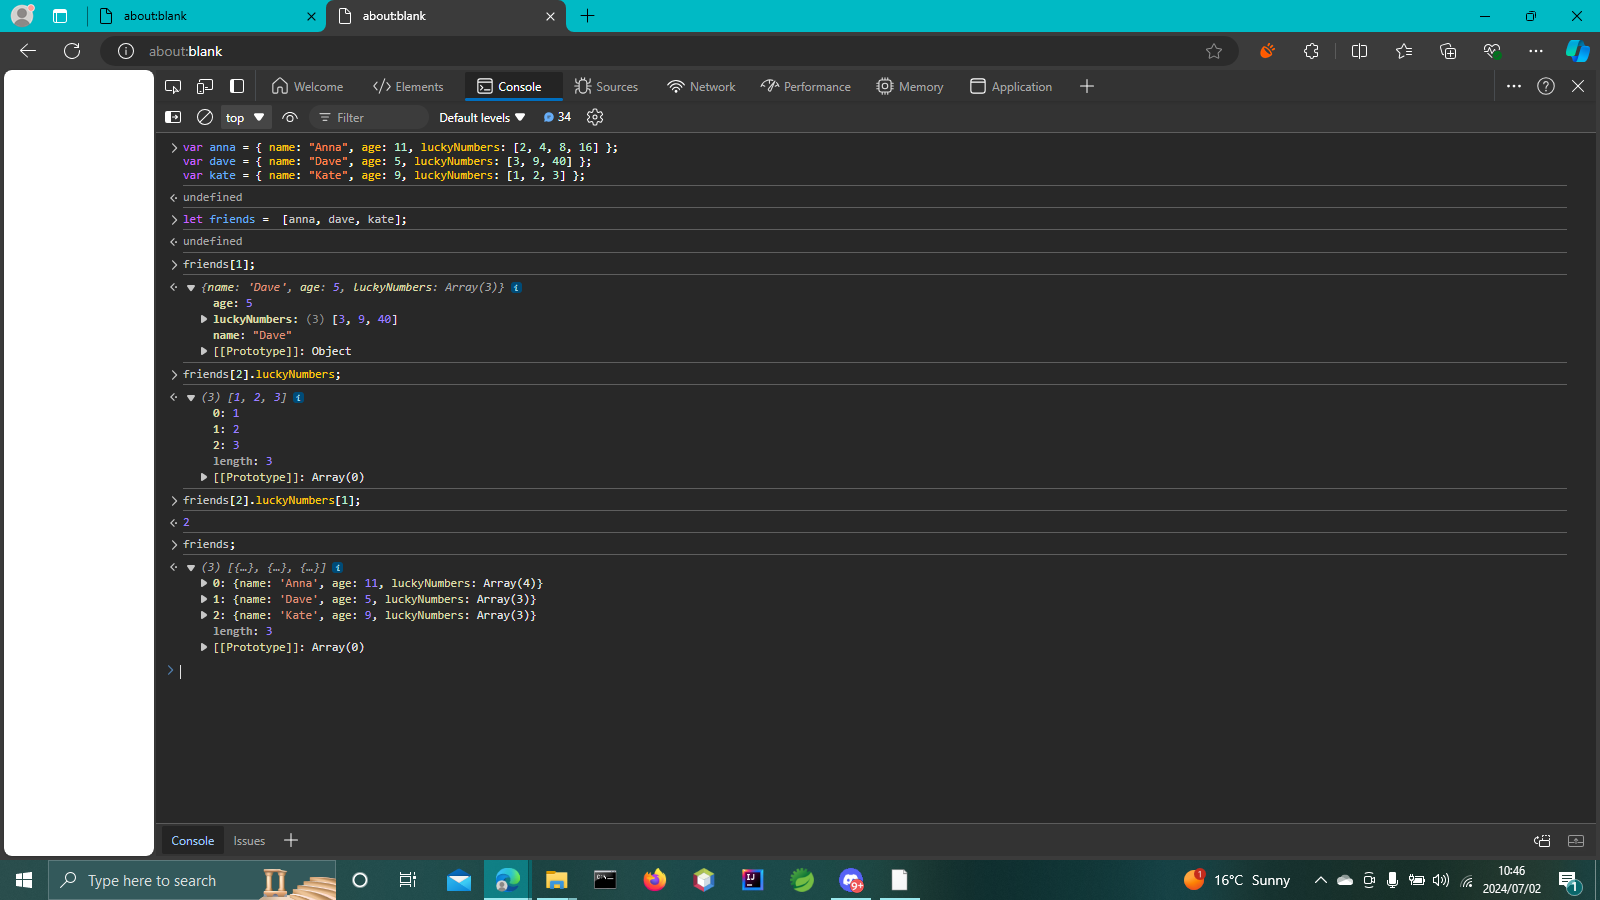 about:blank
about:blank
about:blank
Welcome
Elements
Console
Sources
Network
Performance
Memory
Application
top
Filter
Default levels
34
var anna = { name: "Anna", age: 11, luckyNumbers: [2, 4, 8, 16] };
var dave = { name: "Dave", age: 5, luckyNumbers: [3, 9, 40] };
var kate = { name: "Kate", age: 9, luckyNumbers: [1, 2, 3] };
undefined
let friends =  [anna, dave, kate];
undefined
friends[1];
{name: 'Dave', age: 5, luckyNumbers: Array(3)}
age: 5
luckyNumbers: (3) [3, 9, 40]
name: "Dave"
[[Prototype]]: Object
friends[2].luckyNumbers;
(3) [1, 2, 3]
0: 1
1: 2
2: 3
length: 3
[[Prototype]]: Array(0)
friends[2].luckyNumbers[1];
2
friends;
(3) [{…}, {…}, {…}]
0: {name: 'Anna', age: 11, luckyNumbers: Array(4)}
1: {name: 'Dave', age: 5, luckyNumbers: Array(3)}
2: {name: 'Kate', age: 9, luckyNumbers: Array(3)}
length: 3
[[Prototype]]: Array(0)
Console
Issues
Type here to search
9+
1
16°C Sunny
10:46
2024/07/02
1